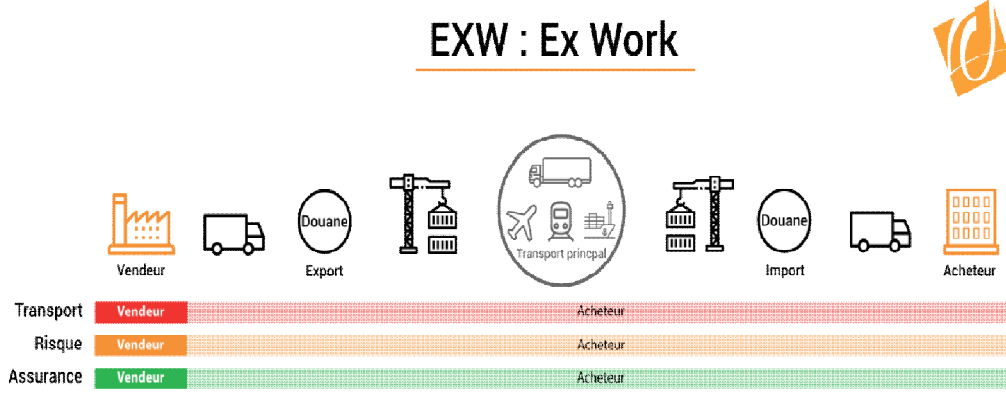 EXW : Ex Work
Douane
Douane
Transport princpal
Vendeur
Export
Import
Acheteur
Transport
Vendeur
Acheteur
Risque
Vendeur
Acheteur
Assurance
Vendeur
Acheteur